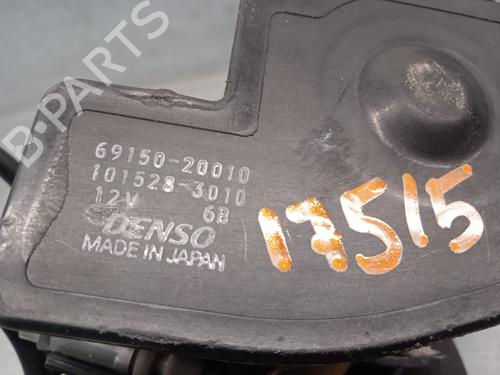 B-PARTS
69150-20010
101528-3010
12V 6B
DENSO
MADE IN JAPAN
17515